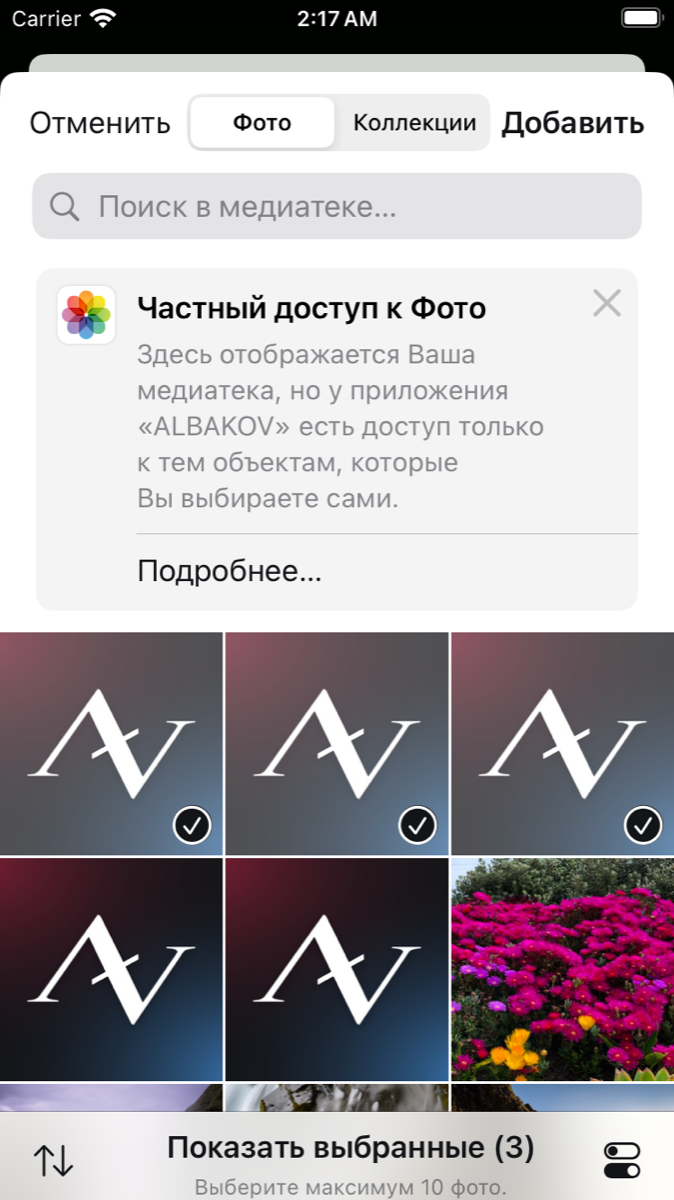 Carrier 2:17 AM
Отменить Фото Коллекции Добавить
Поиск в медиатеке...
Частный доступ к Фото
Здесь отображается Ваша
медиатека, но у приложения
«ALBAKOV» есть доступ только
к тем объектам, которые
Вы выбираете сами.
Подробнее...
Показать выбранные (3)
Выберите максимум 10 фото.